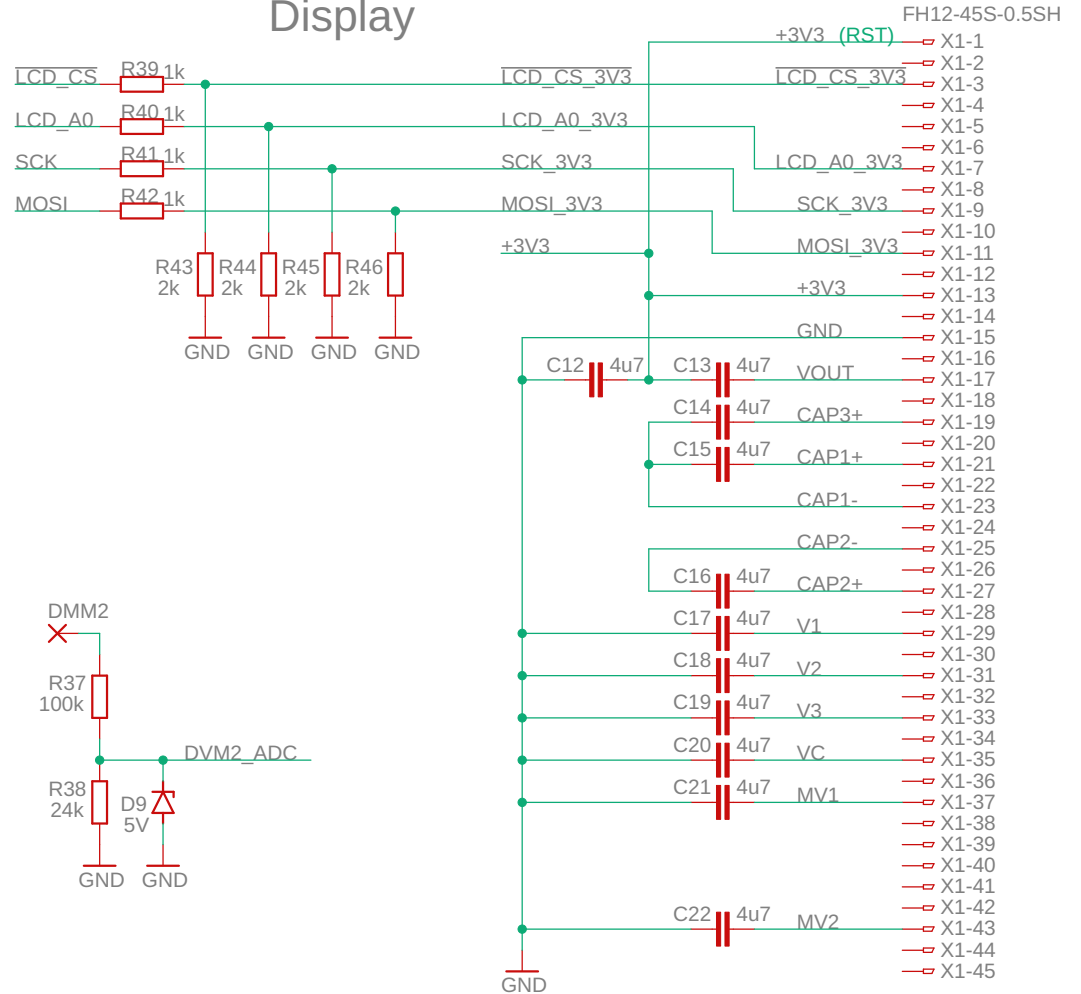 Display
FH12-45S-0.5SH
+3V3 (RST) X1-1
X1-2
LCD_CS R39 1k LCD_CS_3V3 LCD_CS_3V3 X1-3
X1-4
LCD_A0 R40 1k LCD_A0_3V3 X1-5
X1-6
SCK R41 1k SCK_3V3 LCD_A0_3V3 X1-7
X1-8
MOSI R42 1k MOSI_3V3 SCK_3V3 X1-9
X1-10
+3V3 MOSI_3V3 X1-11
R43 R44 R45 R46 X1-12
2k 2k 2k 2k +3V3 X1-13
X1-14
GND X1-15
GND GND GND GND X1-16
C12 4u7 C13 4u7 VOUT X1-17
X1-18
C14 4u7 CAP3+ X1-19
X1-20
C15 4u7 CAP1+ X1-21
X1-22
CAP1- X1-23
X1-24
CAP2- X1-25
X1-26
C16 4u7 CAP2+ X1-27
DMM2 X1-28
C17 4u7 V1 X1-29
X1-30
C18 4u7 V2 X1-31
R37 X1-32
100k C19 4u7 V3 X1-33
X1-34
DVM2_ADC C20 4u7 VC X1-35
X1-36
R38 C21 4u7 MV1 X1-37
24k D9 X1-38
5V X1-39
X1-40
GND GND X1-41
X1-42
C22 4u7 MV2 X1-43
X1-44
X1-45
GND